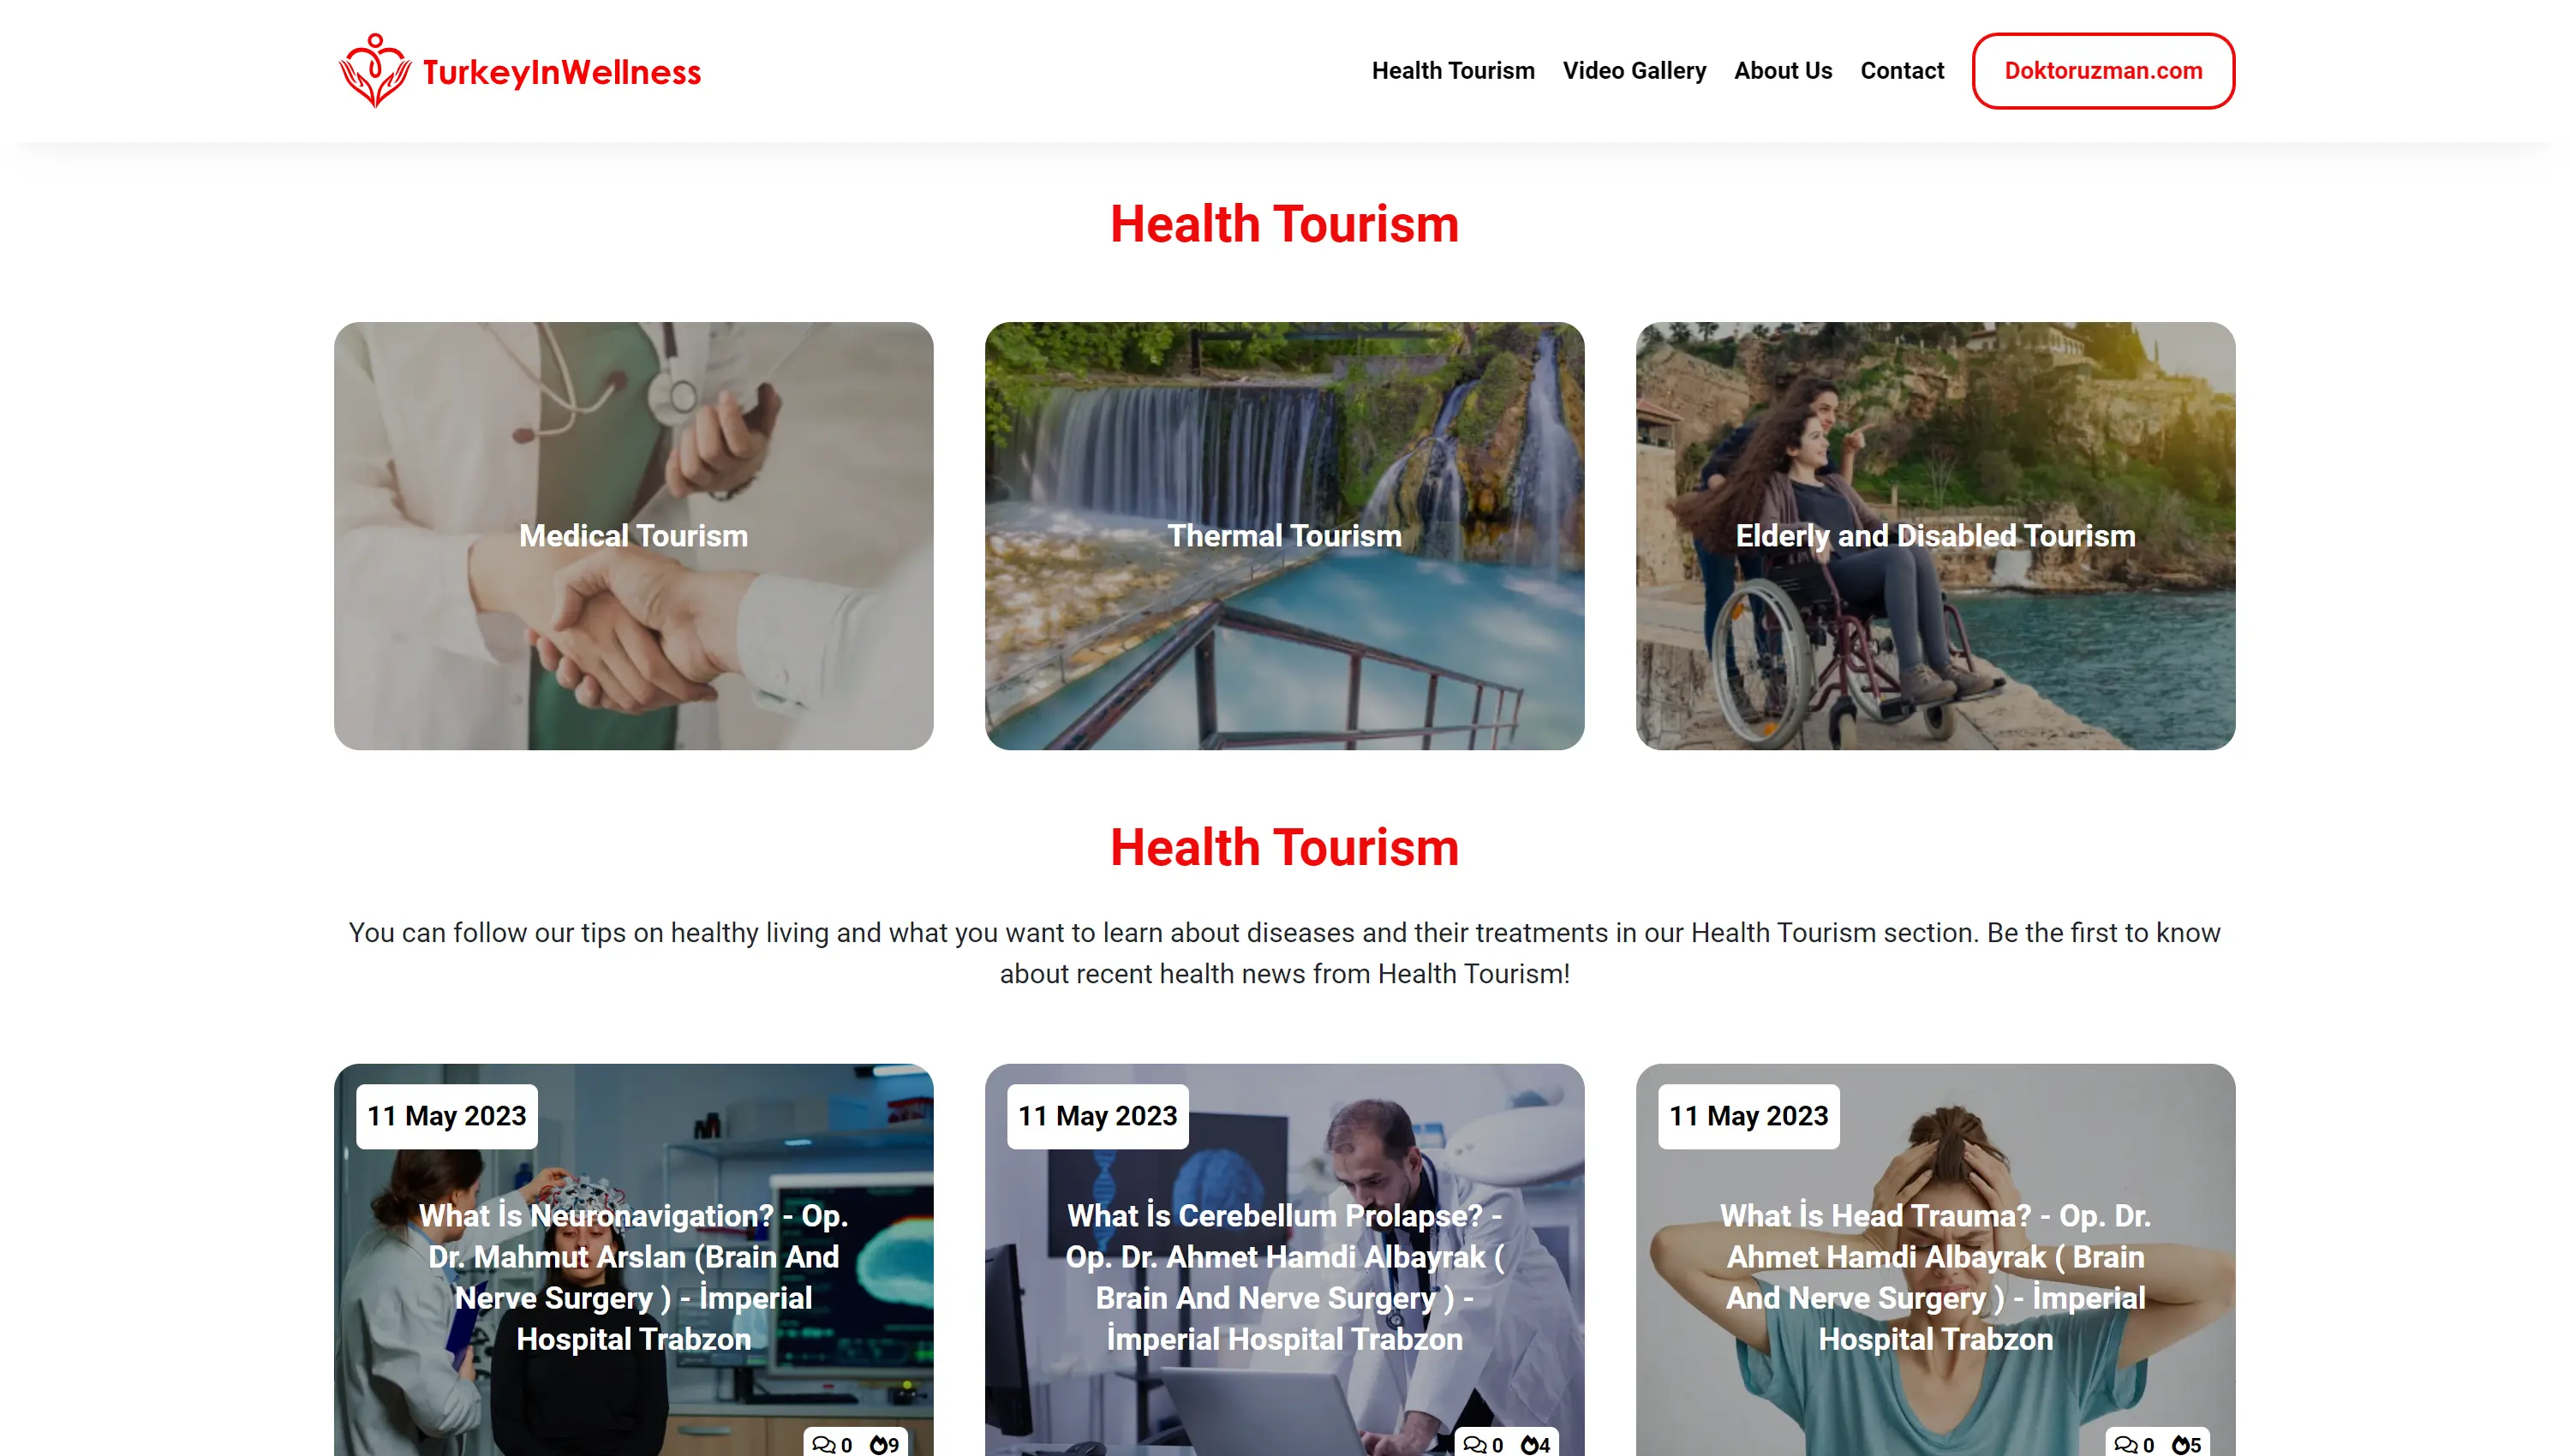 TurkeyInWellness
Health Tourism
Video Gallery
About Us
Contact
Doktoruzman.com
Health Tourism
Medical Tourism
Thermal Tourism
Elderly and Disabled Tourism
Health Tourism
You can follow our tips on healthy living and what you want to learn about diseases and their treatments in our Health Tourism section. Be the first to know
about recent health news from Health Tourism!
11 May 2023
What İs Neuronavigation? - Op.
Dr. Mahmut Arslan (Brain And
Nerve Surgery ) - İmperial
Hospital Trabzon
0 9
11 May 2023
What İs Cerebellum Prolapse? -
Op. Dr. Ahmet Hamdi Albayrak (
Brain And Nerve Surgery ) -
İmperial Hospital Trabzon
0 4
11 May 2023
What İs Head Trauma? - Op. Dr.
Ahmet Hamdi Albayrak ( Brain
And Nerve Surgery ) - İmperial
Hospital Trabzon
0 5